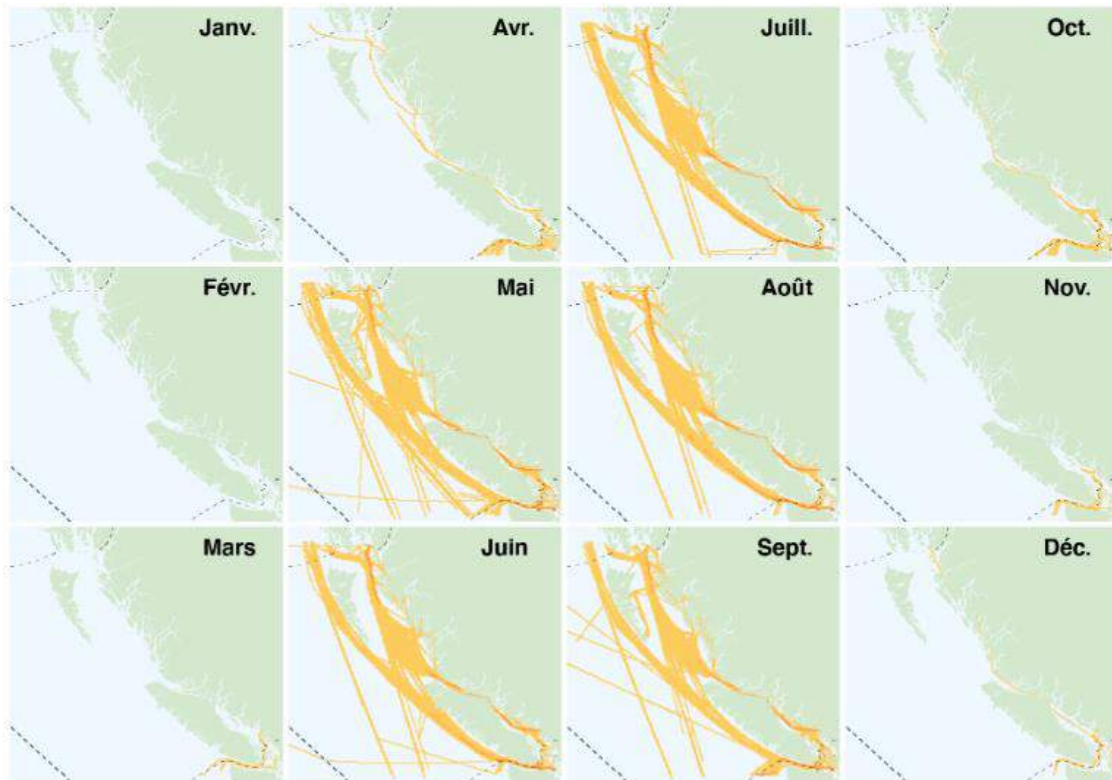 Janv.
Avr.
Juill.
Oct.
Févr.
Mai
Août
Nov.
Mars
Juin
Sept.
Déc.